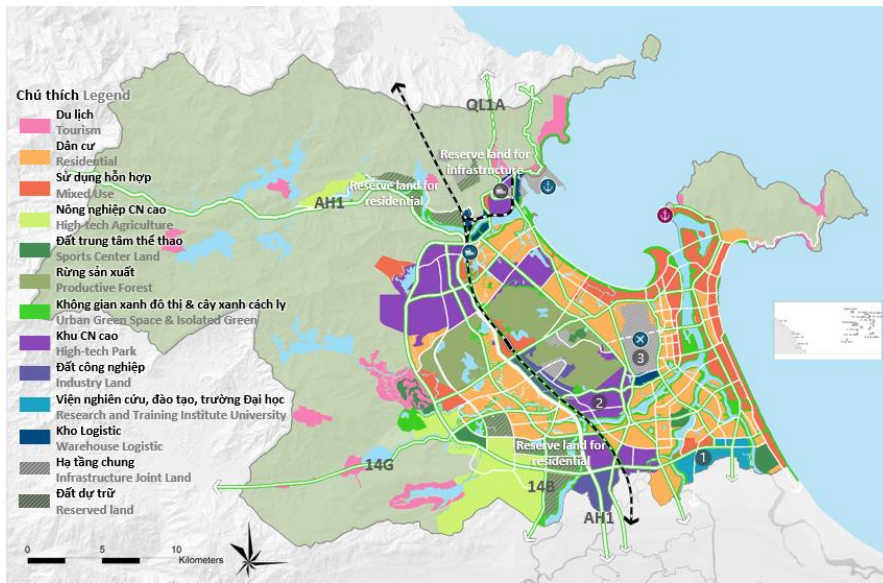 QL1A
Chú thích Legend
Du lịch
Tourism
Dân cư
Residential
Sử dụng hỗn hợp
Mixed Use
Nông nghiệp CN cao
High-tech Agriculture
Đất trung tâm thể thao
Sports Center Land
Rừng sản xuất
Productive Forest
Không gian xanh đô thị & cây xanh cách ly
Urban Green Space & Isolated Green
Khu CN cao
High-tech Park
Đất công nghiệp
Industry Land
Viện nghiên cứu, đào tạo, trường Đại học
Research and Training Institute University
Kho Logistic
Warehouse Logistic
Hạ tầng chung
Infrastructure Joint Land
Đất dự trữ
Reserved land
0 5 10
Kilometers
Reserve land for
infrastructure
Reserve land for
residential
AH1
3
2
Reserve land for
residential
1
14G
14B
AH1